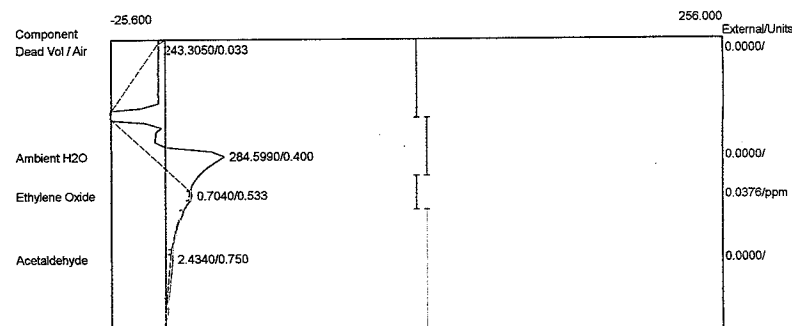 -25.600 256.000
Component External/Units
Dead Vol / Air 243.3050/0.033 0.0000/
Ambient H2O 284.5990/0.400 0.0000/
Ethylene Oxide 0.7040/0.533 0.0376/ppm
Acetaldehyde 2.4340/0.750 0.0000/